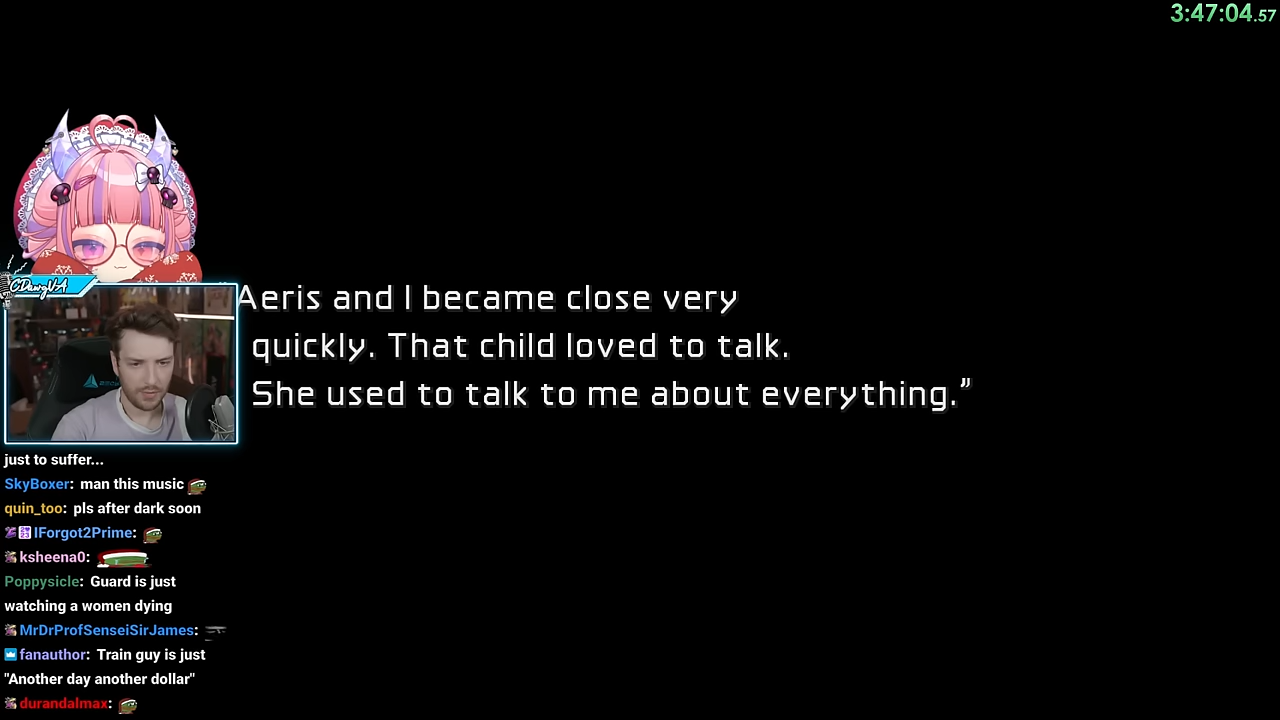 3:47:04.57
CDawgVA
“Aeris and I became close very
quickly. That child loved to talk.
She used to talk to me about everything.”
just to suffer...
SkyBoxer: man this music
quin_too: pls after dark soon
IForgot2Prime:
ksheena0:
Poppysicle: Guard is just
watching a women dying
MrDrProfSenseiSirJames:
fanauthor: Train guy is just
"Another day another dollar"
durandalmax: